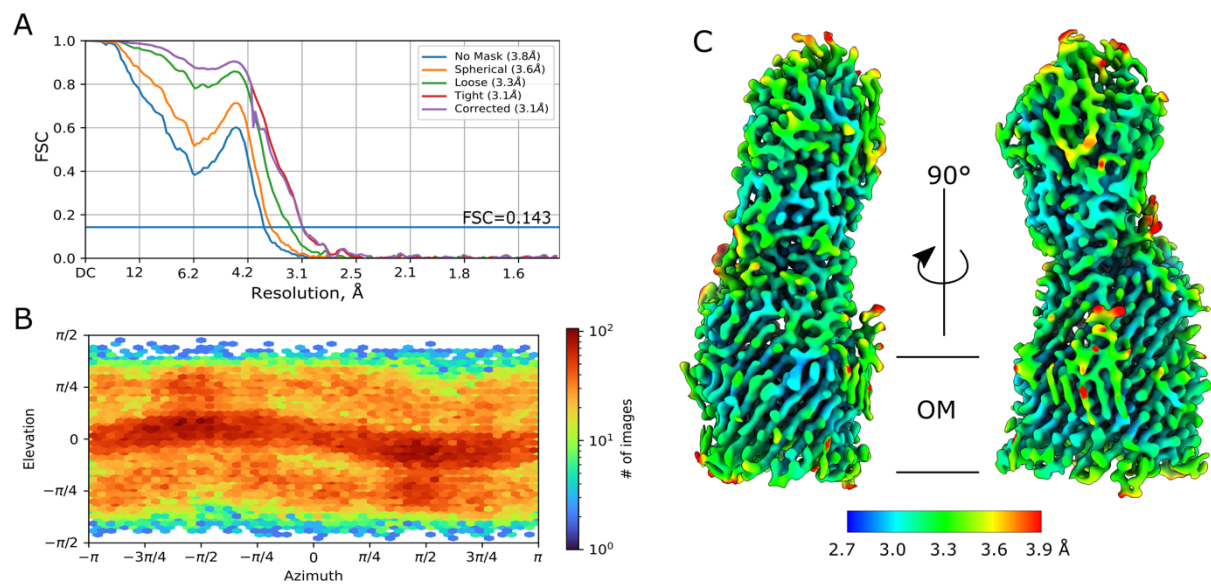 A
1.0
0.8
0.6
0.4
0.2
0.0
FSC
No Mask (3.8Å)
Spherical (3.6Å)
Loose (3.3Å)
Tight (3.1Å)
Corrected (3.1Å)
FSC=0.143
DC 12 6.2 4.2 3.1 2.5 2.1 1.8 1.6
Resolution, Å
B
π/2
π/4
0
−π/4
−π/2
Elevation
−π −3π/4 −π/2 −π/4 0 π/4 π/2 3π/4 π
Azimuth
10²
10¹
10⁰
# of images
C
90°
OM
2.7 3.0 3.3 3.6 3.9 Å